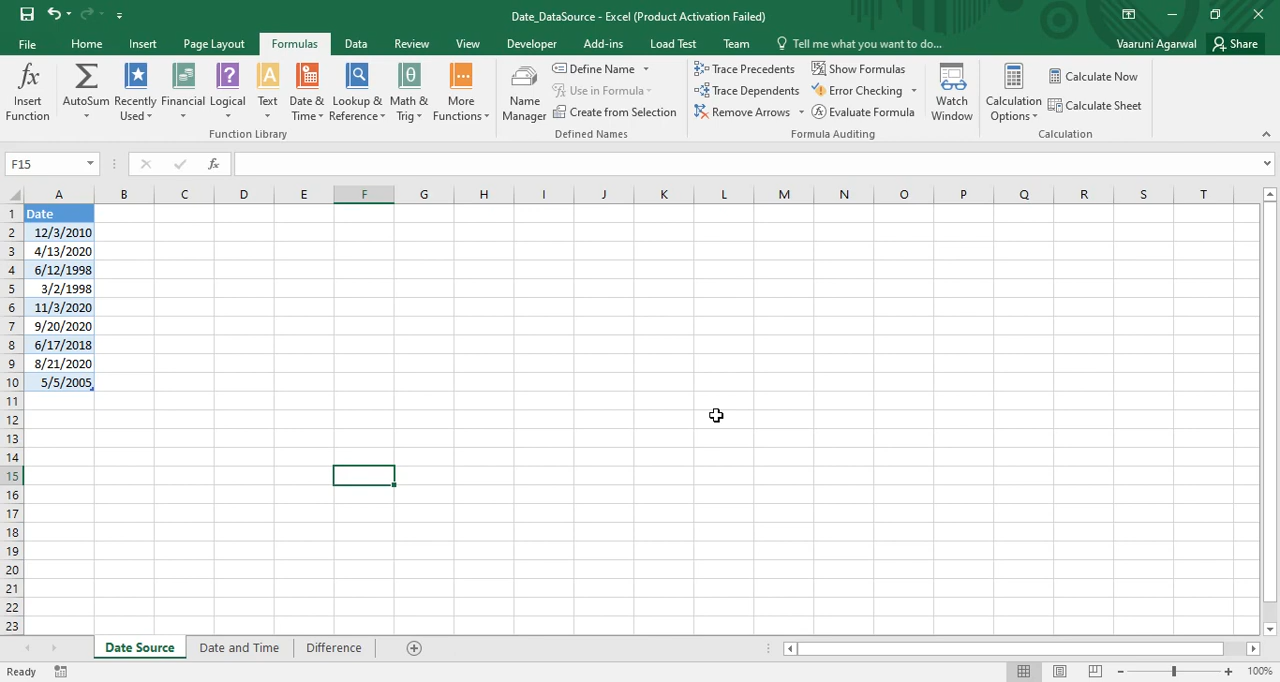 Date_DataSource - Excel (Product Activation Failed)
File Home Insert Page Layout Formulas Data Review View Developer Add-ins Load Test Team Tell me what you want to do... Vaaruni Agarwal Share
Insert Function
AutoSum
Recently Used
Financial
Logical
Text
Date & Time
Lookup & Reference
Math & Trig
More Functions
Function Library
Name Manager
Define Name
Use in Formula
Create from Selection
Defined Names
Trace Precedents
Trace Dependents
Remove Arrows
Show Formulas
Error Checking
Evaluate Formula
Formula Auditing
Watch Window
Calculation Options
Calculate Now
Calculate Sheet
Calculation
F15 fx
A B C D E F G H I J K L M N O P Q R S T
1 Date
2 12/3/2010
3 4/13/2020
4 6/12/1998
5 3/2/1998
6 11/3/2020
7 9/20/2020
8 6/17/2018
9 8/21/2020
10 5/5/2005
11
12
13
14
15
16
17
18
19
20
21
22
23
Date Source Date and Time Difference
Ready 100%